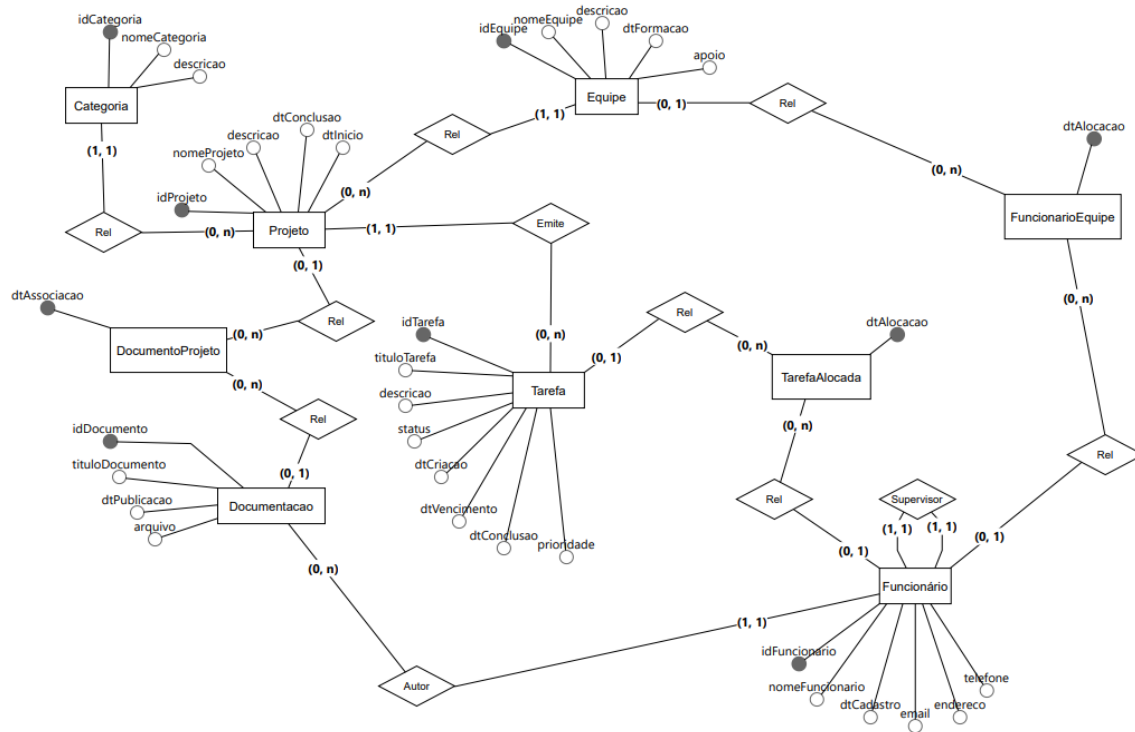 idCategoria
nomeCategoria
descricao
Categoria
(1, 1)
Rel
(0, n)
idEquipe
nomeEquipe
descricao
dtFormacao
apoio
Equipe
(1, 1)
(0, 1)
Rel
Rel
(0, n)
(0, n)
dtAlocacao
FuncionarioEquipe
(0, n)
Rel
(0, 1)
idProjeto
nomeProjeto
descricao
dtConclusao
dtInicio
Projeto
(1, 1)
Emite
(0, n)
(0, 1)
Rel
(0, n)
dtAssociacao
DocumentoProjeto
(0, n)
Rel
(0, 1)
idTarefa
tituloTarefa
descricao
status
dtCriacao
dtVencimento
dtConclusao
prioridade
Tarefa
(0, 1)
Rel
(0, n)
dtAlocacao
TarefaAlocada
(0, n)
Rel
(0, 1)
idDocumento
tituloDocumento
dtPublicacao
arquivo
Documentacao
(0, n)
Autor
(1, 1)
Supervisor
(1, 1)
(1, 1)
Funcionário
idFuncionario
nomeFuncionario
dtCadastro
email
endereco
telefone